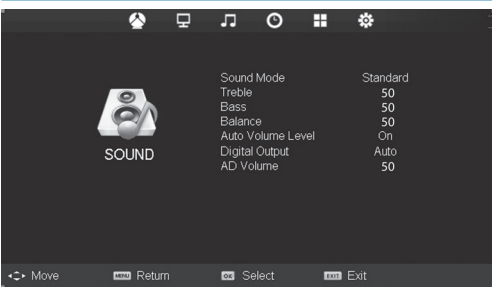 Sound Mode Standard
Treble 50
Bass 50
Balance 50
Auto Volume Level On
Digital Output Auto
AD Volume 50
SOUND
Move MENU Return OK Select EXIT Exit